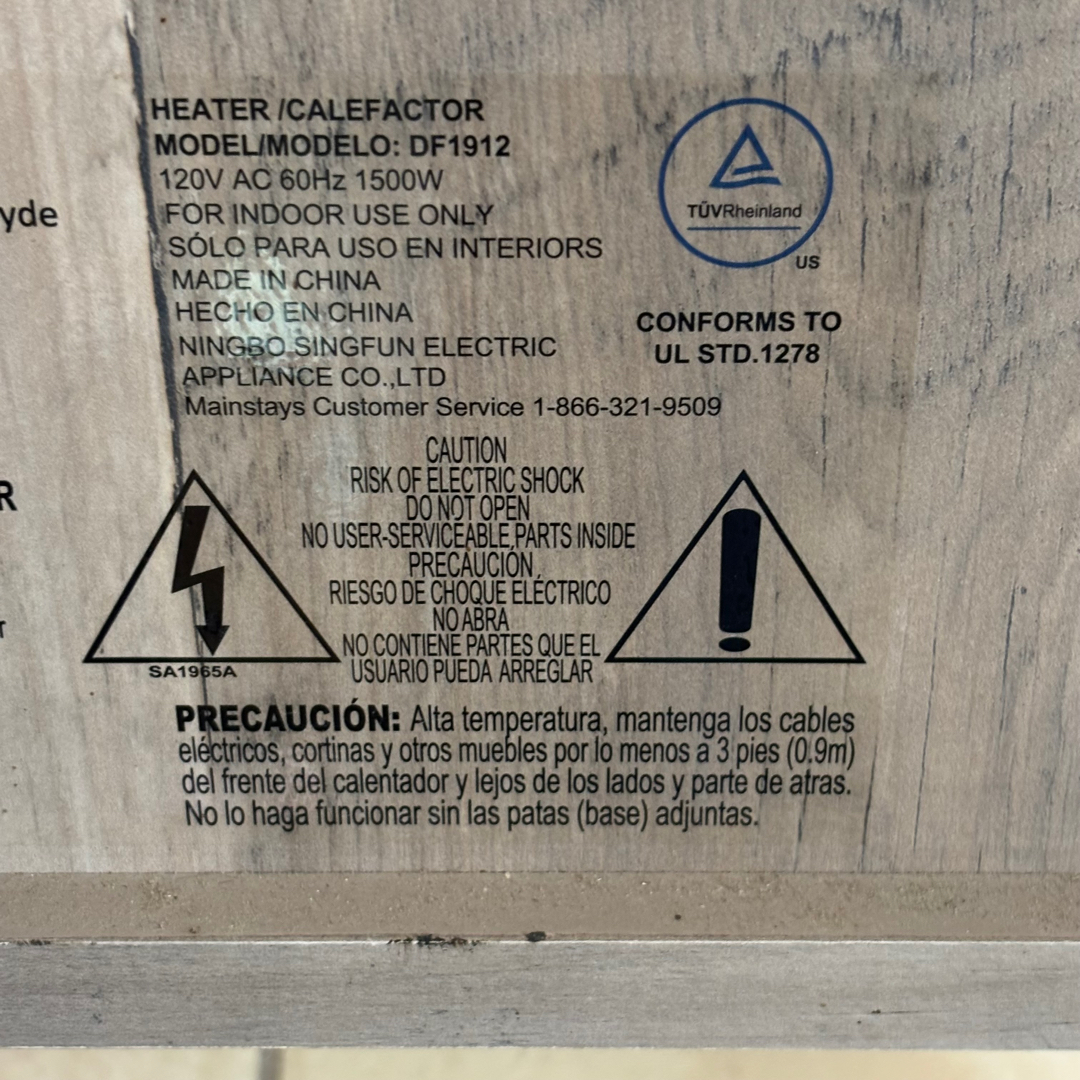 HEATER /CALEFACTOR
MODEL/MODELO: DF1912
120V AC 60Hz 1500W
FOR INDOOR USE ONLY
SÓLO PARA USO EN INTERIORS
MADE IN CHINA
HECHO EN CHINA
NINGBO SINGFUN ELECTRIC
APPLIANCE CO.,LTD
Mainstays Customer Service 1-866-321-9509
TÜVRheinland
US
CONFORMS TO
UL STD.1278
yde
R
T
CAUTION
RISK OF ELECTRIC SHOCK
DO NOT OPEN
NO USER-SERVICEABLE PARTS INSIDE
PRECAUCIÓN
RIESGO DE CHOQUE ELÉCTRICO
NO ABRA
NO CONTIENE PARTES QUE EL
USUARIO PUEDA ARREGLAR
SA1965A
PRECAUCIÓN: Alta temperatura, mantenga los cables
eléctricos, cortinas y otros muebles por lo menos a 3 pies (0.9m)
del frente del calentador y lejos de los lados y parte de atras.
No lo haga funcionar sin las patas (base) adjuntas.